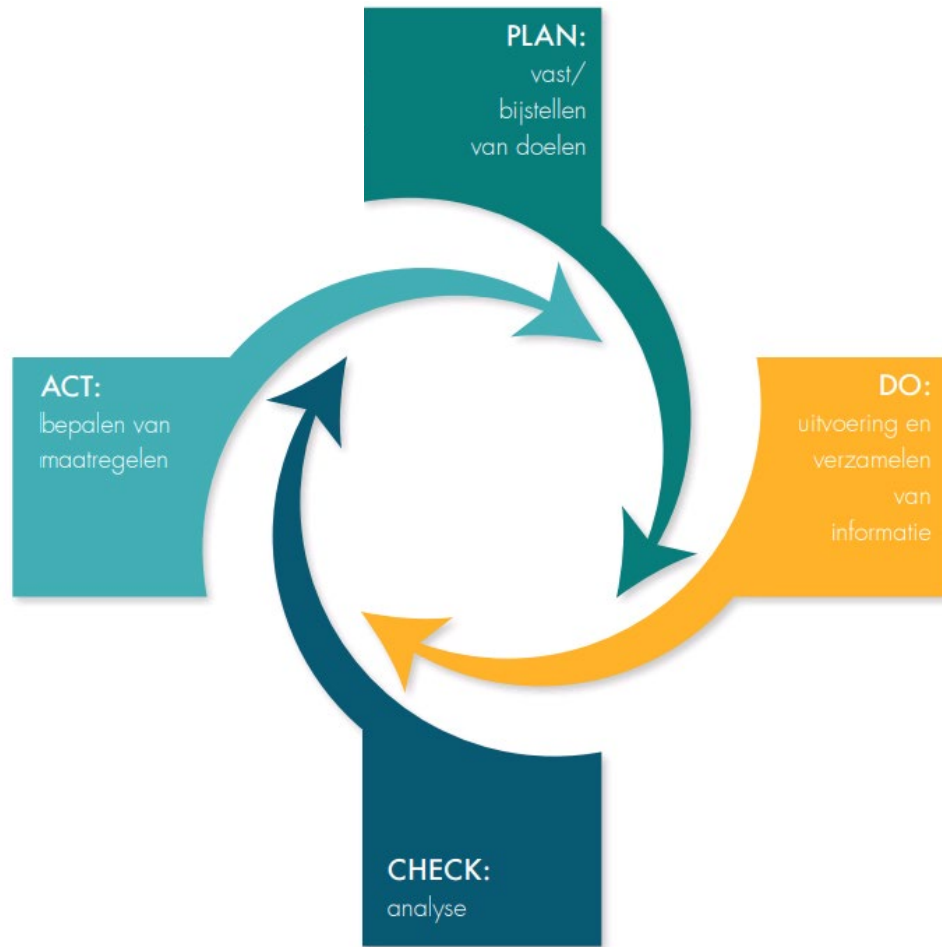 PLAN:
vast/
bijstellen
van doelen
ACT:
bepalen van
maatregelen
DO:
uitvoering en
verzamelen
van
informatie
CHECK:
analyse